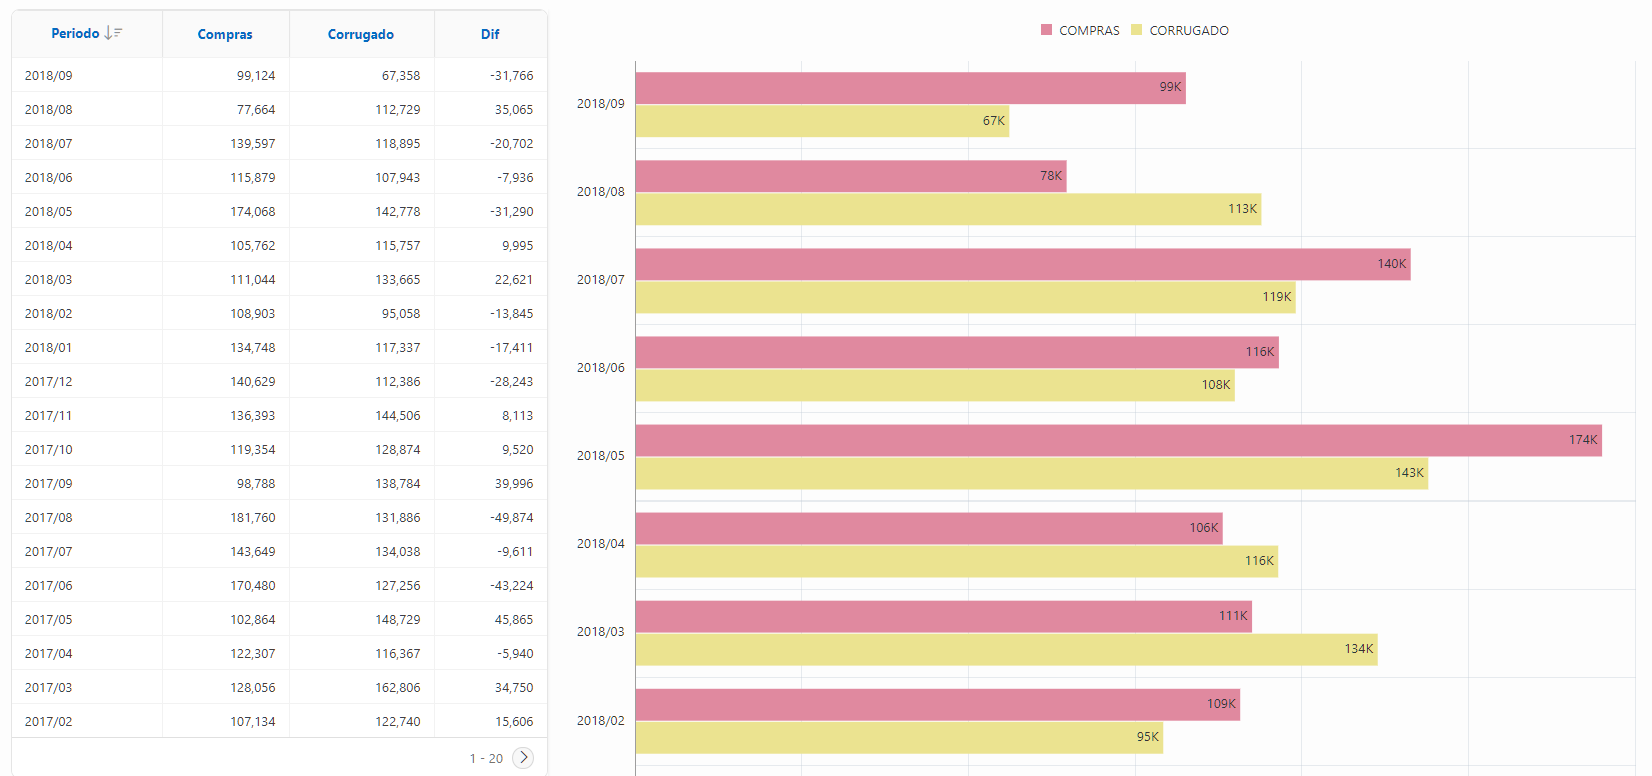 Periodo Compras Corrugado Dif
2018/09 99,124 67,358 -31,766
2018/08 77,664 112,729 35,065
2018/07 139,597 118,895 -20,702
2018/06 115,879 107,943 -7,936
2018/05 174,068 142,778 -31,290
2018/04 105,762 115,757 9,995
2018/03 111,044 133,665 22,621
2018/02 108,903 95,058 -13,845
2018/01 134,748 117,337 -17,411
2017/12 140,629 112,386 -28,243
2017/11 136,393 144,506 8,113
2017/10 119,354 128,874 9,520
2017/09 98,788 138,784 39,996
2017/08 181,760 131,886 -49,874
2017/07 143,649 134,038 -9,611
2017/06 170,480 127,256 -43,224
2017/05 102,864 148,729 45,865
2017/04 122,307 116,367 -5,940
2017/03 128,056 162,806 34,750
2017/02 107,134 122,740 15,606
1 - 20
COMPRAS CORRUGADO
99K
2018/09
67K
78K
2018/08
113K
140K
2018/07
119K
116K
2018/06
108K
174K
2018/05
143K
106K
2018/04
116K
111K
2018/03
134K
109K
2018/02
95K